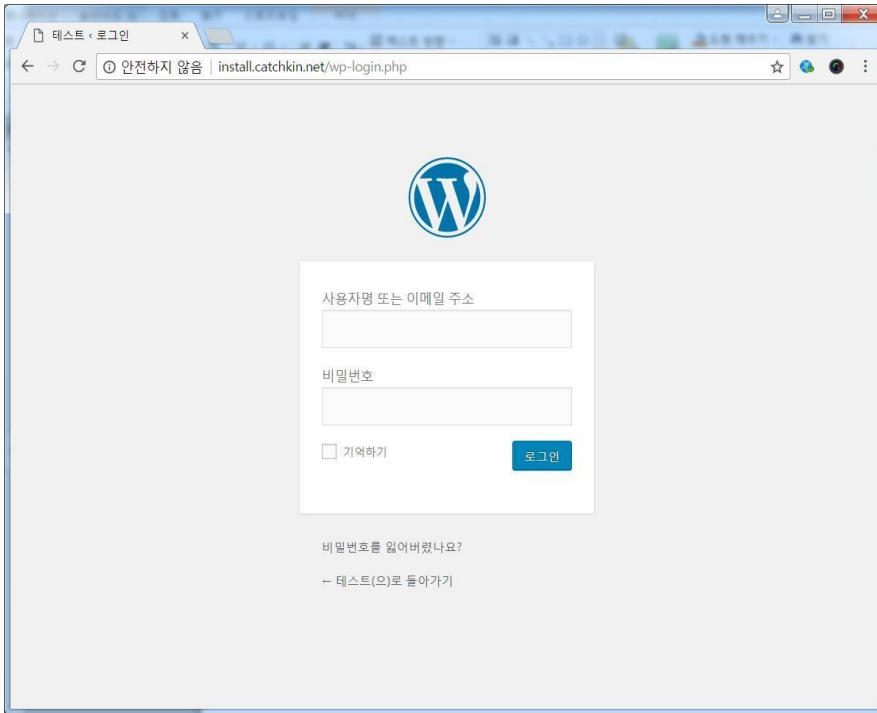 테스트 ‹ 로그인
안전하지 않음 | install.catchkin.net/wp-login.php
사용자명 또는 이메일 주소
비밀번호
기억하기
로그인
비밀번호를 잃어버렸나요?
← 테스트(으)로 돌아가기